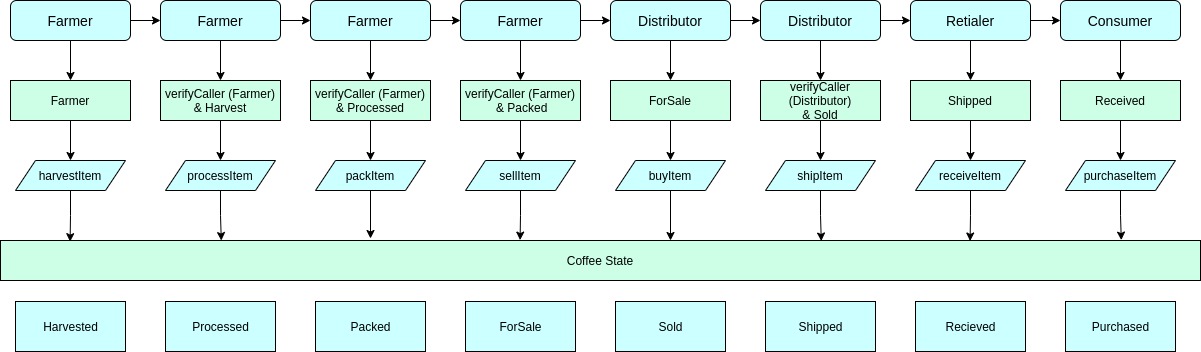 Farmer
Farmer
Farmer
Farmer
Distributor
Distributor
Retialer
Consumer
Farmer
verifyCaller (Farmer)
& Harvest
verifyCaller (Farmer)
& Processed
verifyCaller (Farmer)
& Packed
ForSale
verifyCaller
(Distributor)
& Sold
Shipped
Received
harvestItem
processItem
packItem
sellItem
buyItem
shipItem
receiveItem
purchaseItem
Coffee State
Harvested
Processed
Packed
ForSale
Sold
Shipped
Recieved
Purchased